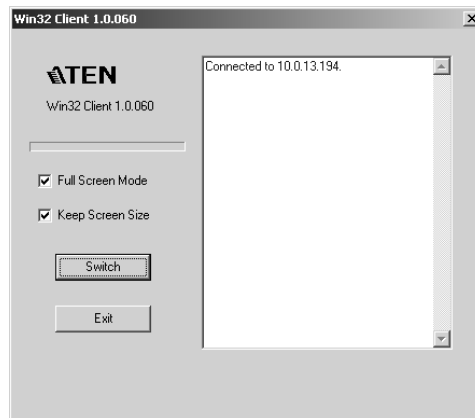 Win32 Client 1.0.060
ATEN
Win32 Client 1.0.060
Full Screen Mode
Keep Screen Size
Switch
Exit
Connected to 10.0.13.194.